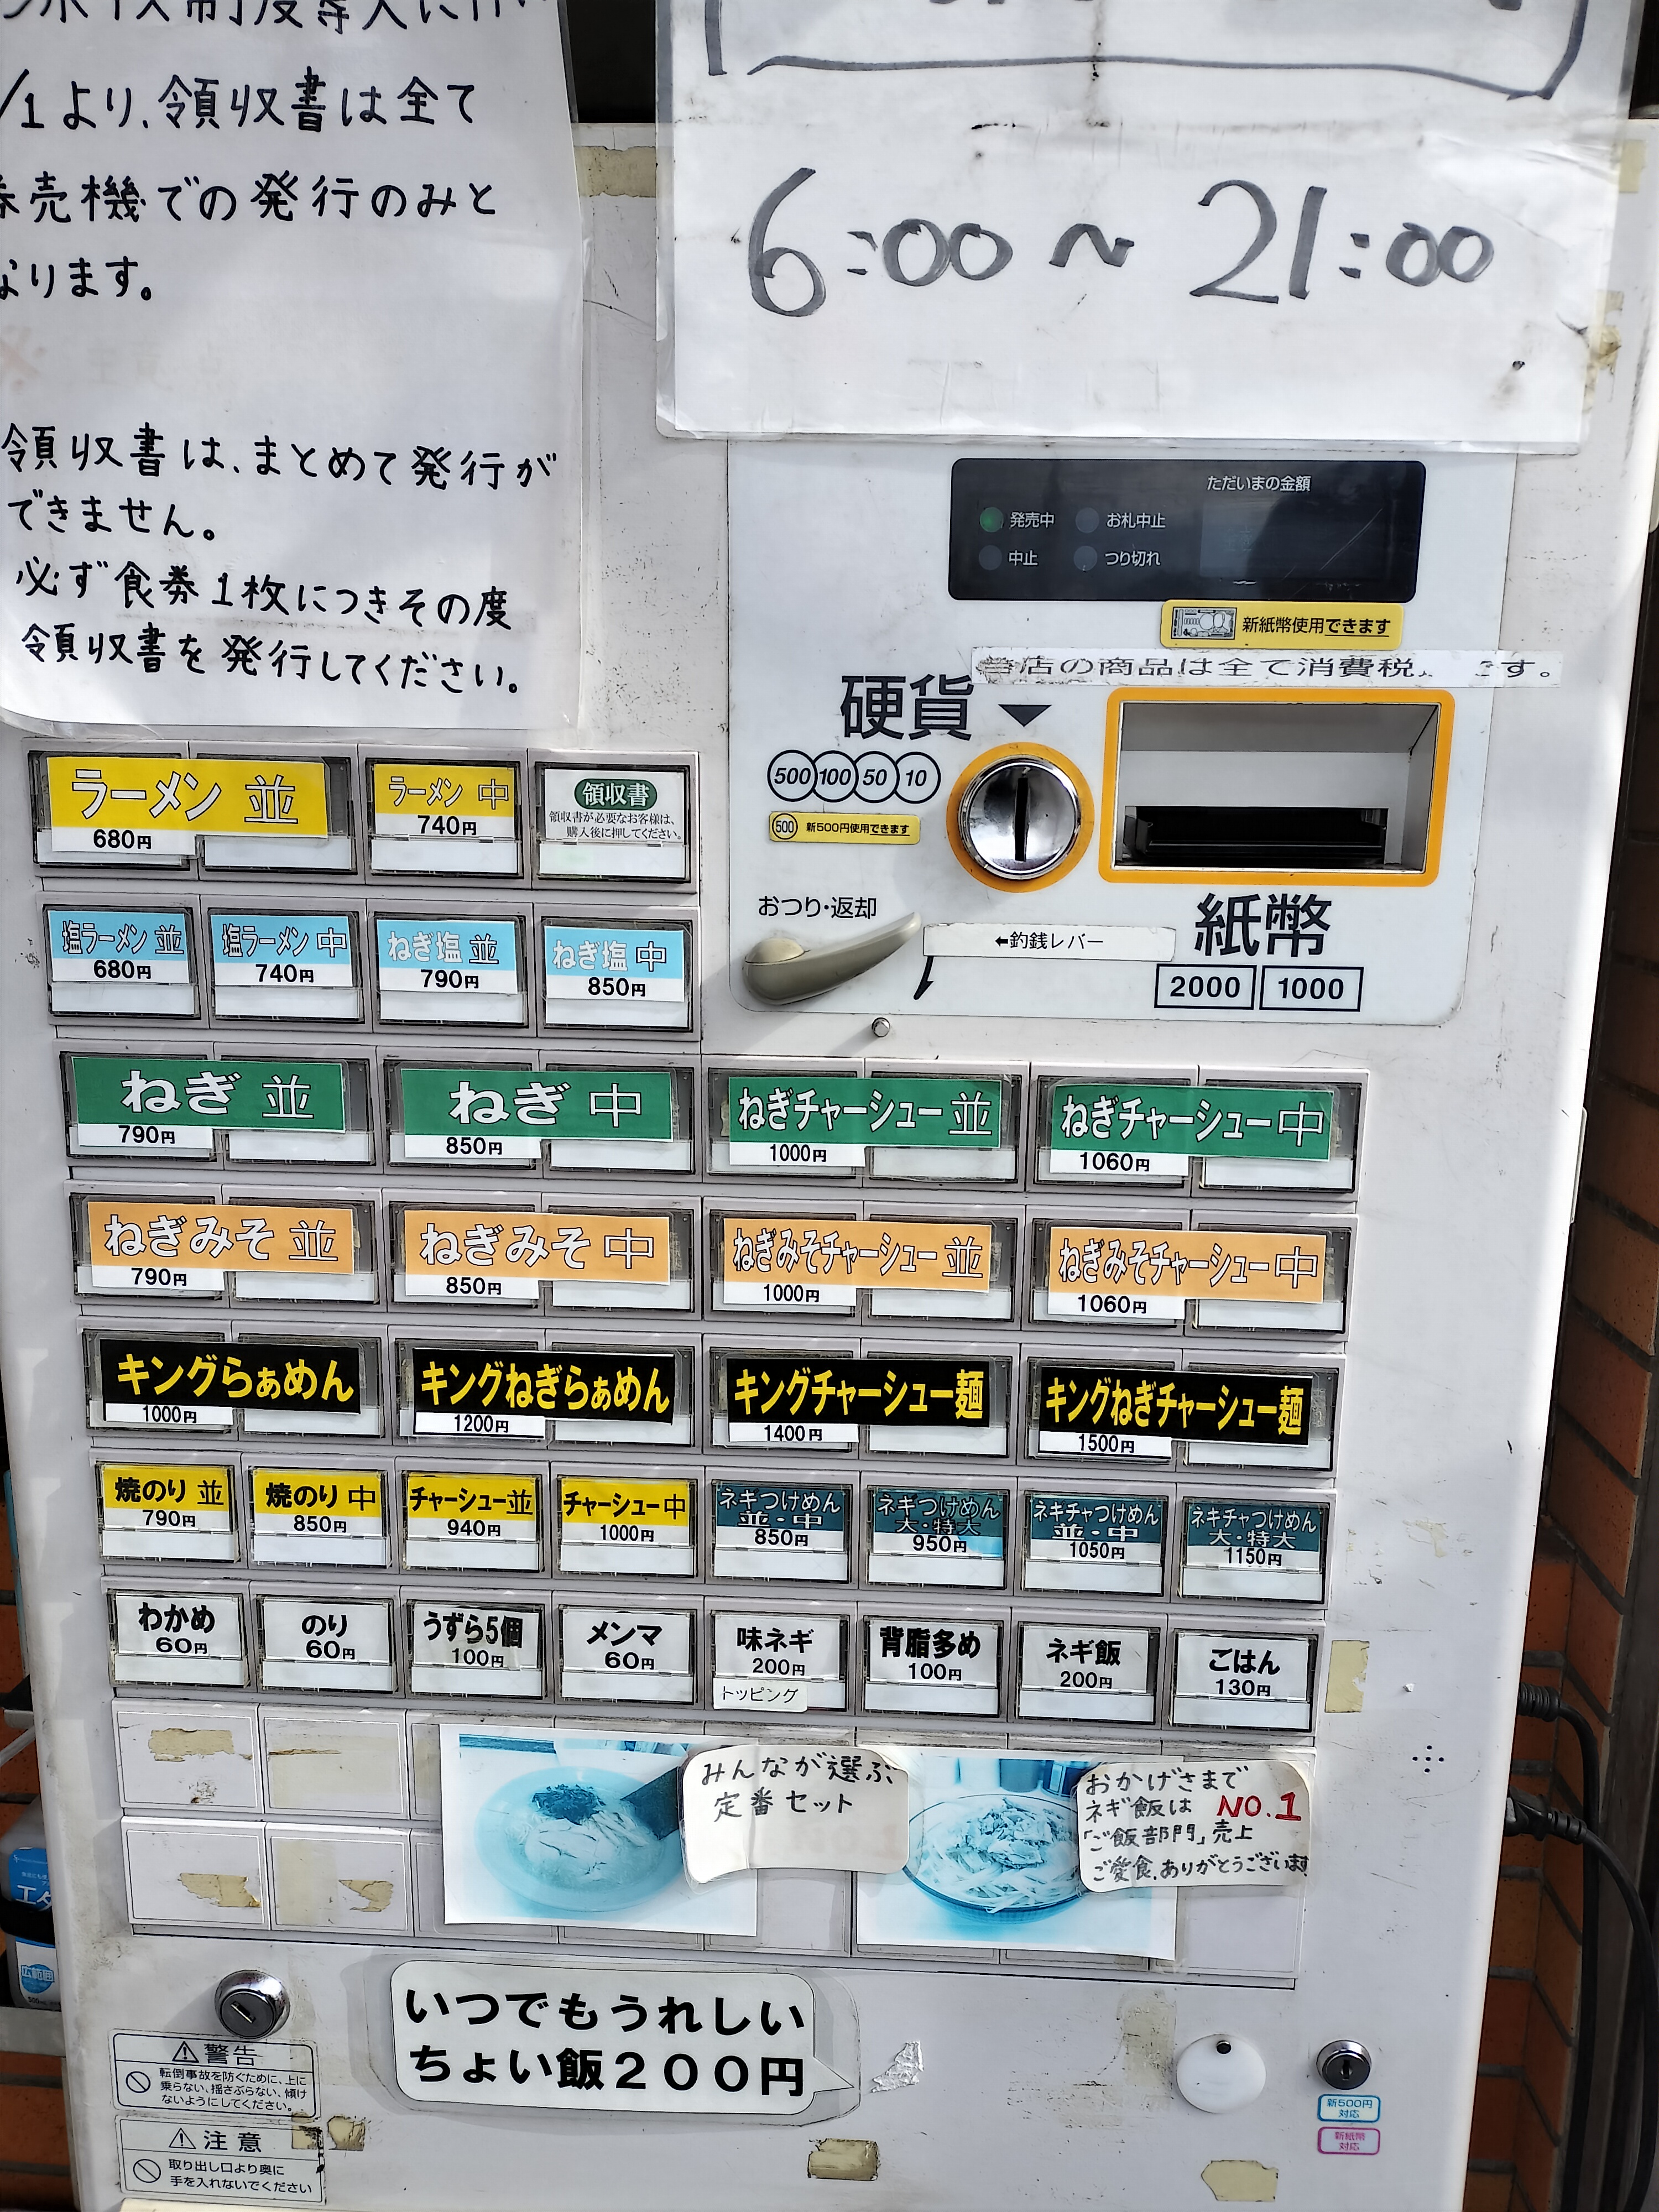 /1より、領収書は全て
売機での発行のみと
ります。
領収書は、まとめて発行が
できません。
必ず食券1枚につきその度
領収書を発行してください。
6:00～21:00
ただいまの金額
発売中 お札中止
中止 つり切れ
新紙幣使用できます
店の商品は全て消費税
す。
硬貨
500 100 50 10
新500円使用できます
おつり・返却
←釣銭レバー
紙幣
2000 1000
ラーメン 並
680円
ラーメン 中
740円
領収書
領収書が必要なお客様は、
購入後に押してください。
塩ラーメン 並
680円
塩ラーメン 中
740円
ねぎ塩 並
790円
ねぎ塩 中
850円
ねぎ 並
790円
ねぎ 中
850円
ねぎチャーシュー 並
1000円
ねぎチャーシュー中
1060円
ねぎみそ 並
790円
ねぎみそ 中
850円
ねぎみそチャーシュー 並
1000円
ねぎみそチャーシュー中
1060円
キングらぁめん
1000円
キングねぎらぁめん
1200円
キングチャーシュー麺
1400円
キングねぎチャーシュー麺
1500円
焼のり 並
790円
焼のり 中
850円
チャーシュー並
940円
チャーシュー中
1000円
ネギつけめん
並・中
850円
ネギつけめん
大・特大
950円
ネギチャつけめん
並・中
1050円
ネギチャつけめん
大・特大
1150円
わかめ
60円
のり
60円
うずら5個
100円
メンマ
60円
味ネギ
200円
トッピング
背脂多め
100円
ネギ飯
200円
ごはん
130円
みんなが選ぶ
定番セット
おかげさまで
ネギ飯は NO.1
「ご飯部門」売上
ご愛食、ありがとうございます
いつでもうれしい
ちょい飯200円
警告
転倒事故を防ぐために、上に
乗らない、揺さぶらない、傾け
ないようにしてください。
注意
取り出し口より奥に
手を入れないでください
新500円
対応
新紙幣
対応
広範囲